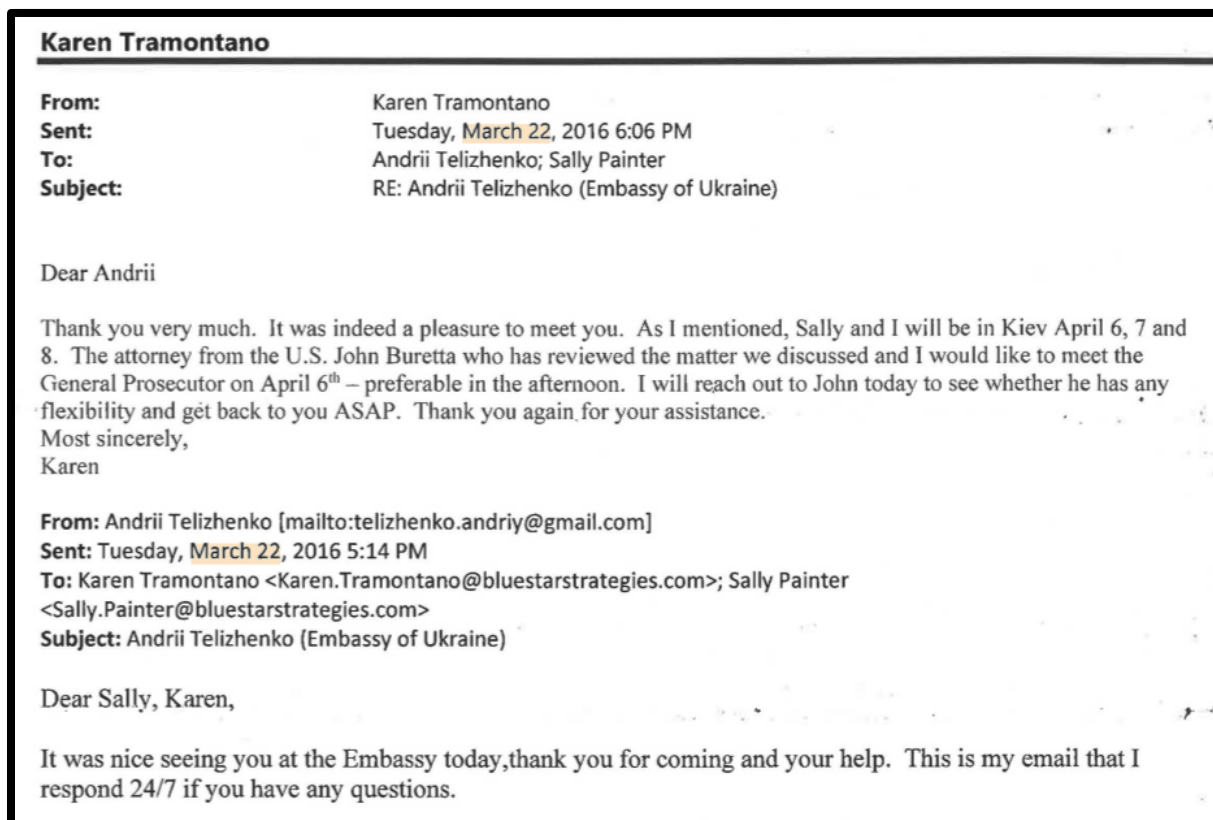 Karen Tramontano
From: Karen Tramontano
Sent: Tuesday, March 22, 2016 6:06 PM
To: Andrii Telizhenko; Sally Painter
Subject: RE: Andrii Telizhenko (Embassy of Ukraine)
Dear Andrii
Thank you very much. It was indeed a pleasure to meet you. As I mentioned, Sally and I will be in Kiev April 6, 7 and
8. The attorney from the U.S. John Buretta who has reviewed the matter we discussed and I would like to meet the
General Prosecutor on April 6th – preferable in the afternoon. I will reach out to John today to see whether he has any
flexibility and get back to you ASAP. Thank you again for your assistance.
Most sincerely,
Karen
From: Andrii Telizhenko [mailto:telizhenko.andriy@gmail.com]
Sent: Tuesday, March 22, 2016 5:14 PM
To: Karen Tramontano <Karen.Tramontano@bluestarstrategies.com>; Sally Painter
<Sally.Painter@bluestarstrategies.com>
Subject: Andrii Telizhenko (Embassy of Ukraine)
Dear Sally, Karen,
It was nice seeing you at the Embassy today,thank you for coming and your help. This is my email that I
respond 24/7 if you have any questions.